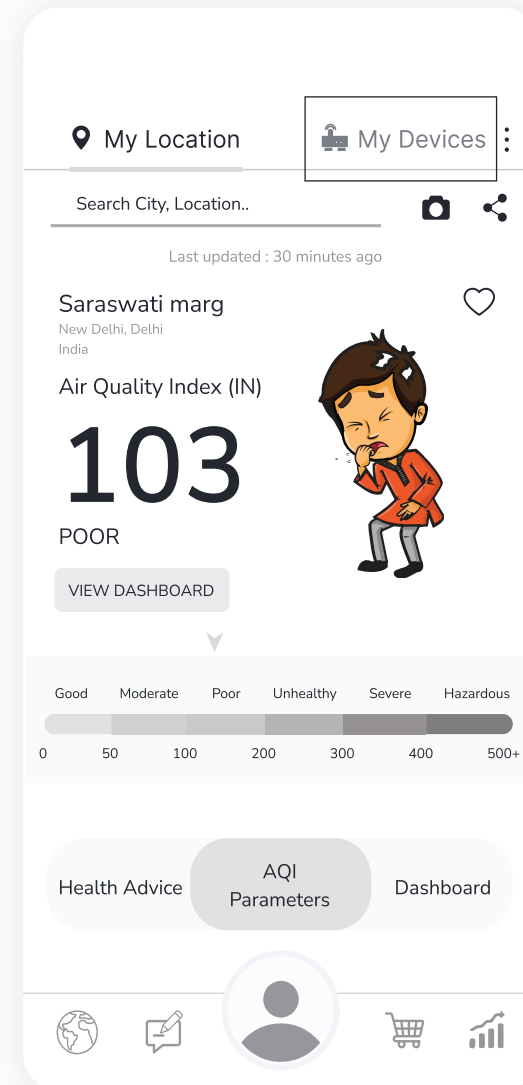 My Location My Devices
Search City, Location..
Last updated : 30 minutes ago
Saraswati marg
New Delhi, Delhi
India
Air Quality Index (IN)
103
POOR
VIEW DASHBOARD
Good Moderate Poor Unhealthy Severe Hazardous
0 50 100 200 300 400 500+
Health Advice AQI Parameters Dashboard